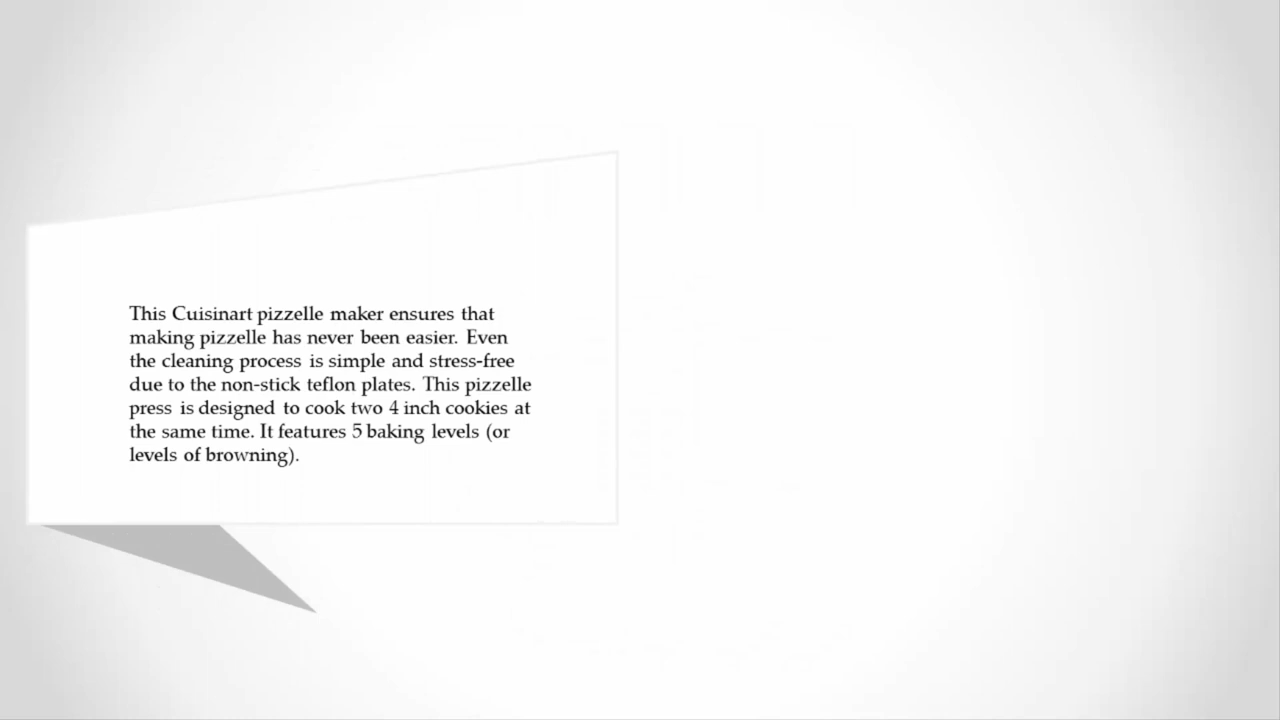 This Cuisinart pizzelle maker ensures that
making pizzelle has never been easier. Even
the cleaning process is simple and stress-free
due to the non-stick teflon plates. This pizzelle
press is designed to cook two 4 inch cookies at
the same time. It features 5 baking levels (or
levels of browning).